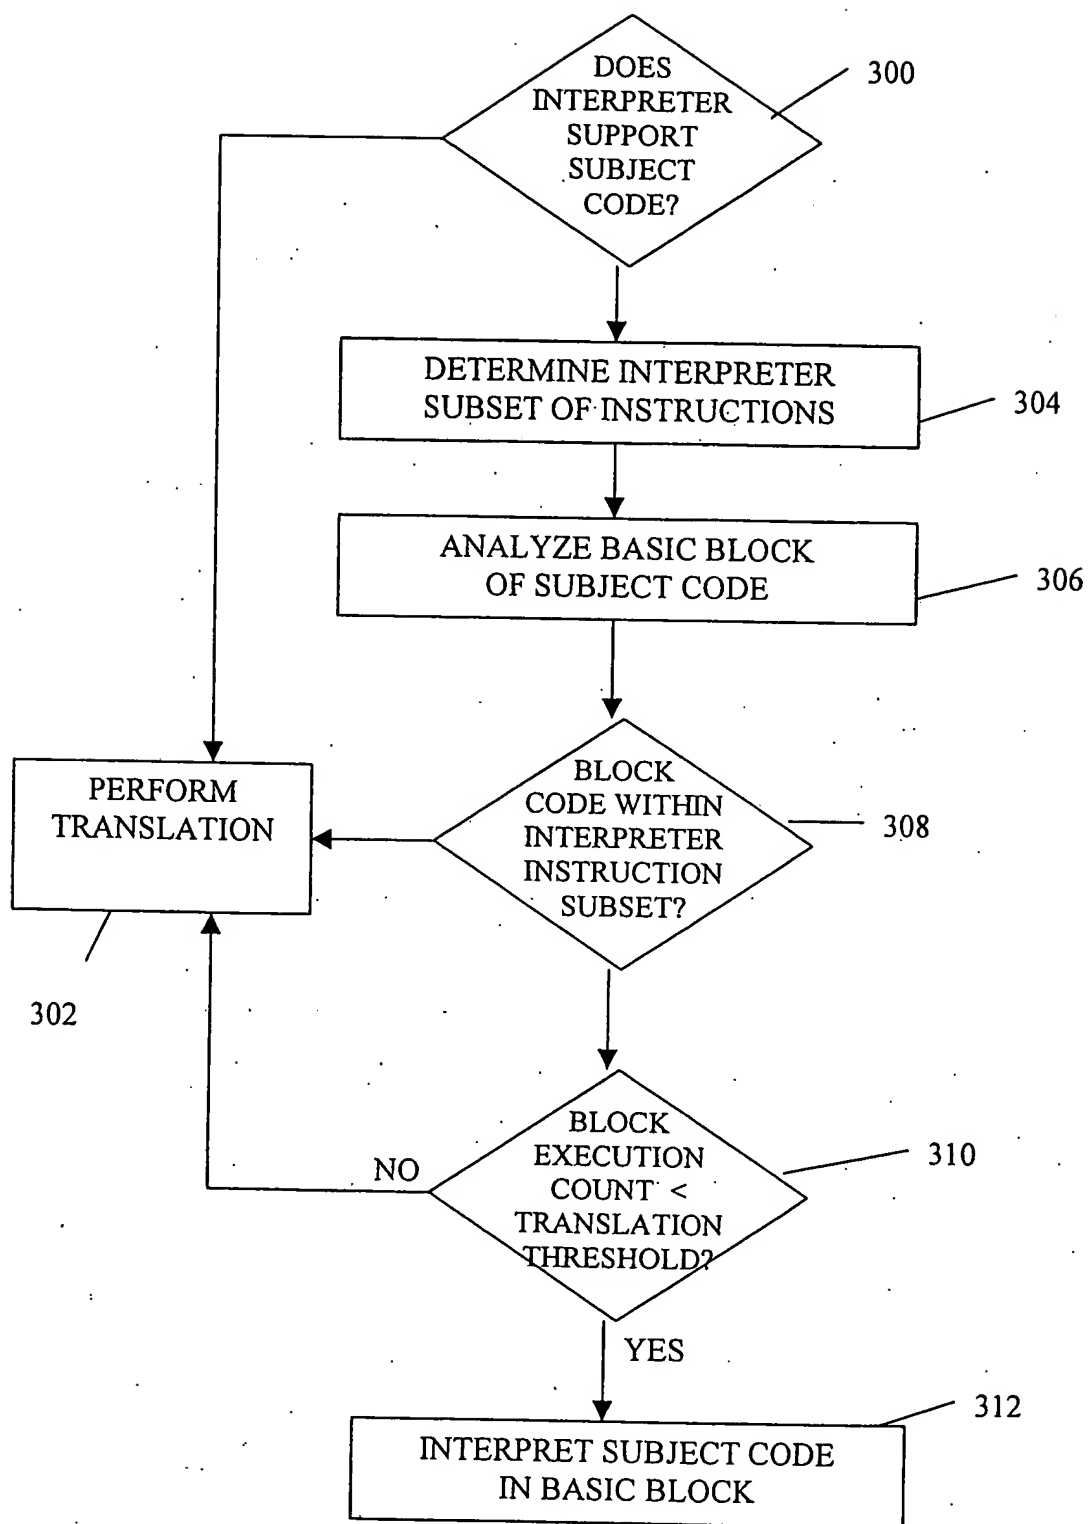 DOES
INTERPRETER
SUPPORT
SUBJECT
CODE?
300
DETERMINE INTERPRETER
SUBSET OF INSTRUCTIONS
304
ANALYZE BASIC BLOCK
OF SUBJECT CODE
306
PERFORM
TRANSLATION
302
BLOCK
CODE WITHIN
INTERPRETER
INSTRUCTION
SUBSET?
308
BLOCK
EXECUTION
COUNT <
TRANSLATION
THRESHOLD?
310
NO
YES
312
INTERPRET SUBJECT CODE
IN BASIC BLOCK